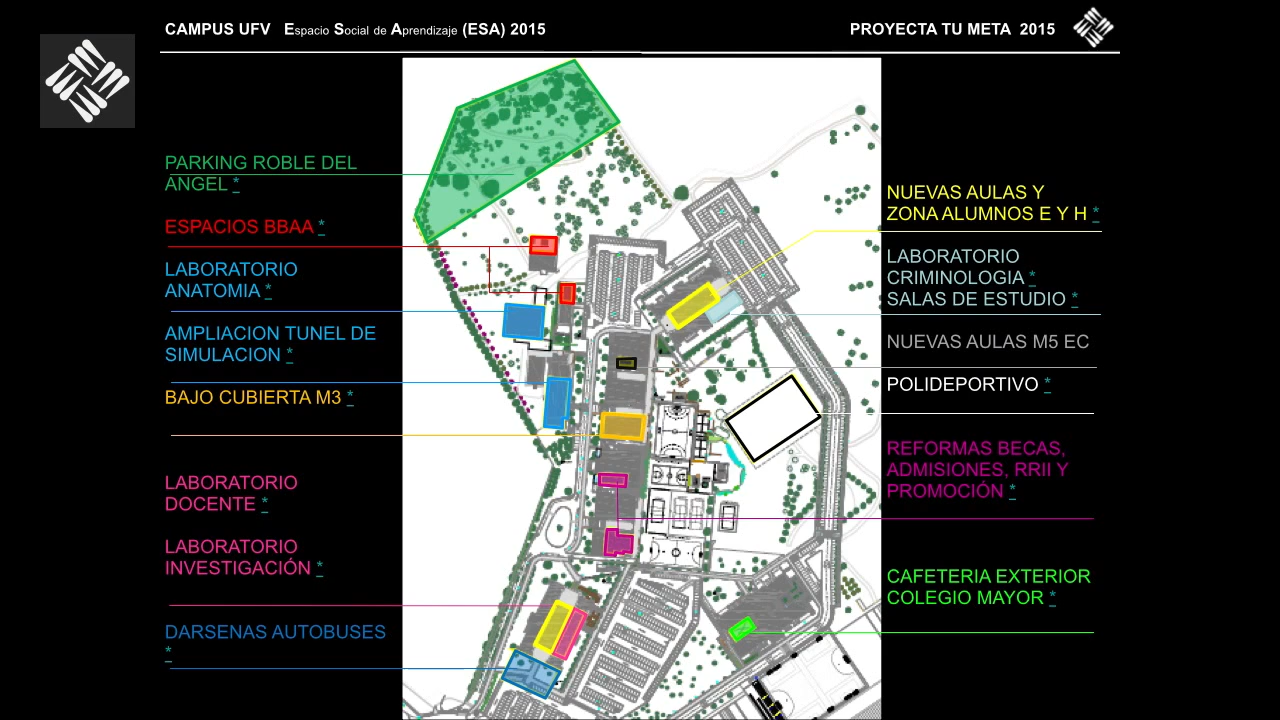 CAMPUS UFV Espacio Social de Aprendizaje (ESA) 2015
PROYECTA TU META 2015
PARKING ROBLE DEL
ANGEL *
ESPACIOS BBAA *
LABORATORIO
ANATOMIA *
AMPLIACION TUNEL DE
SIMULACION *
BAJO CUBIERTA M3 *
LABORATORIO
DOCENTE *
LABORATORIO
INVESTIGACIÓN *
DARSENAS AUTOBUSES
*
NUEVAS AULAS Y
ZONA ALUMNOS E Y H *
LABORATORIO
CRIMINOLOGIA *
SALAS DE ESTUDIO *
NUEVAS AULAS M5 EC
POLIDEPORTIVO *
REFORMAS BECAS,
ADMISIONES, RRII Y
PROMOCIÓN *
CAFETERIA EXTERIOR
COLEGIO MAYOR *